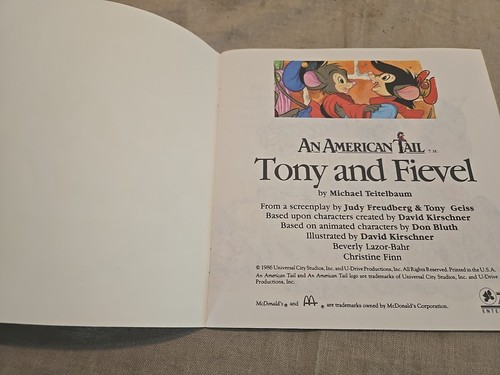 AN AMERICAN TAIL T.M.
Tony and Fievel
by Michael Teitelbaum
From a screenplay by Judy Freudberg & Tony Geiss
Based upon characters created by David Kirschner
Based on animated characters by Don Bluth
Illustrated by David Kirschner
Beverly Lazor-Bahr
Christine Finn
© 1986 Universal City Studios, Inc. and U-Drive Productions, Inc. All Rights Reserved. Printed in the U.S.A.
An American Tail and An American Tail logo are trademarks of Universal City Studios, Inc. and U-Drive
Productions, Inc.
McDonald's ® and ® are trademarks owned by McDonald's Corporation.